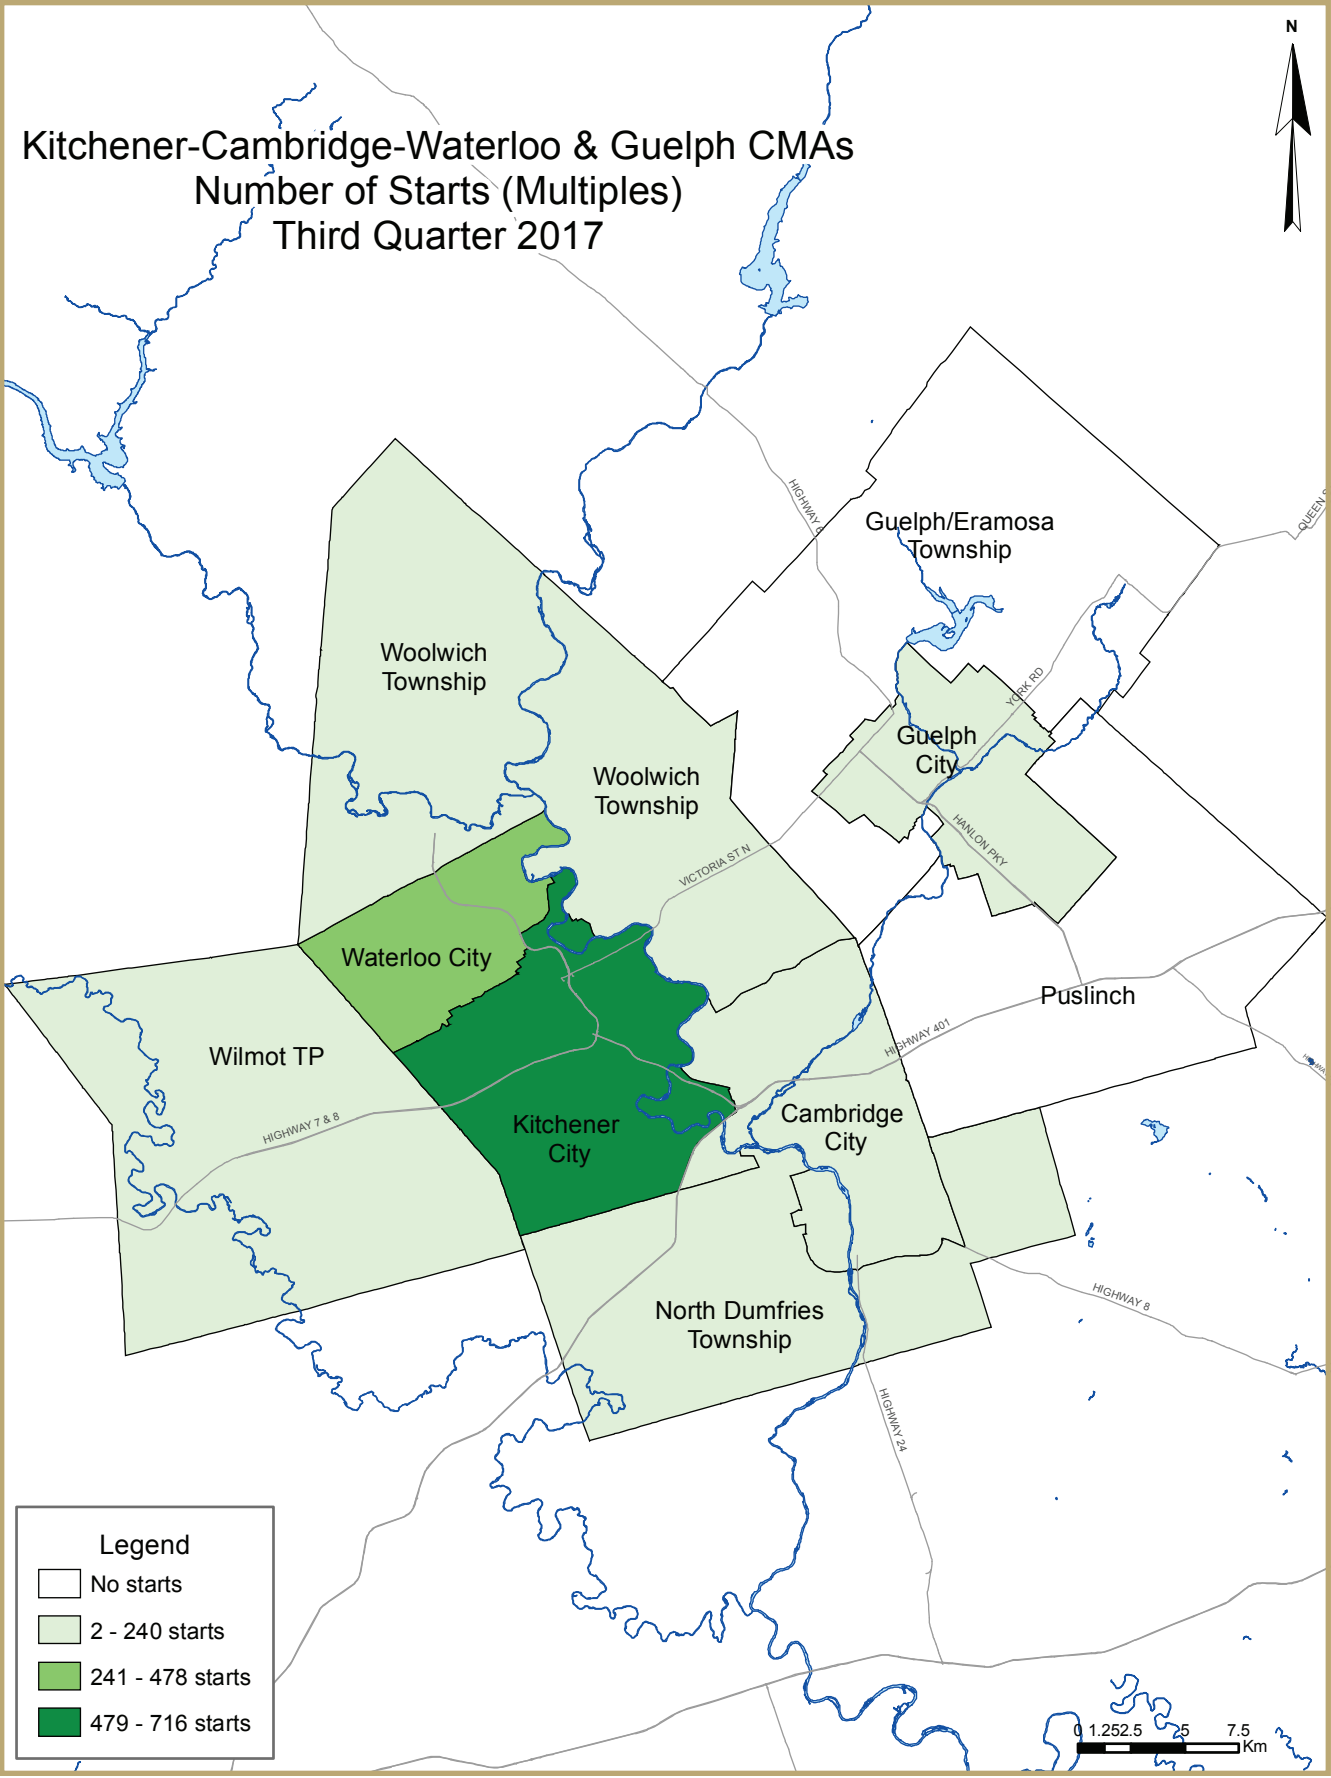 N
Kitchener-Cambridge-Waterloo & Guelph CMAs
Number of Starts (Multiples)
Third Quarter 2017
HIGHWAY 6
QUEEN S
Guelph/Eramosa
Township
Woolwich
Township
YORK RD
Guelph
City
Woolwich
Township
HANLON PKY
VICTORIA ST N
Waterloo City
Puslinch
HIGHWAY 401
Wilmot TP
HIGHWAY 7 & 8
Kitchener
City
Cambridge
City
HIGHWAY 8
North Dumfries
Township
HIGHWAY 24
Legend
No starts
2 - 240 starts
241 - 478 starts
479 - 716 starts
0 1.25 2.5 5 7.5
Km